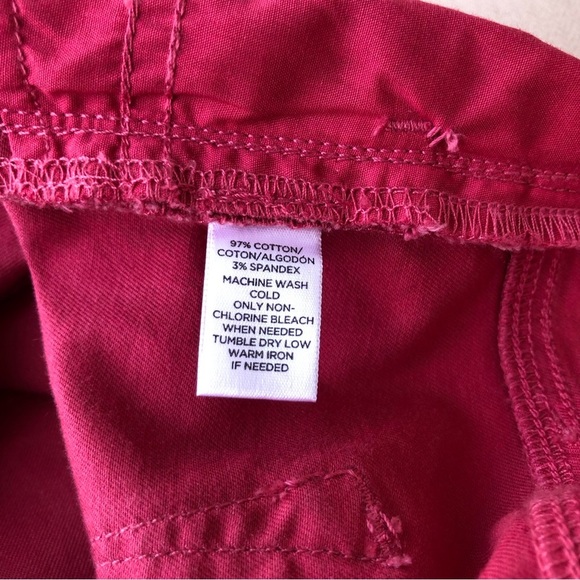 97% COTTON/
COTON/ALGODÓN
3% SPANDEX
MACHINE WASH
COLD
ONLY NON-
CHLORINE BLEACH
WHEN NEEDED
TUMBLE DRY LOW
WARM IRON
IF NEEDED